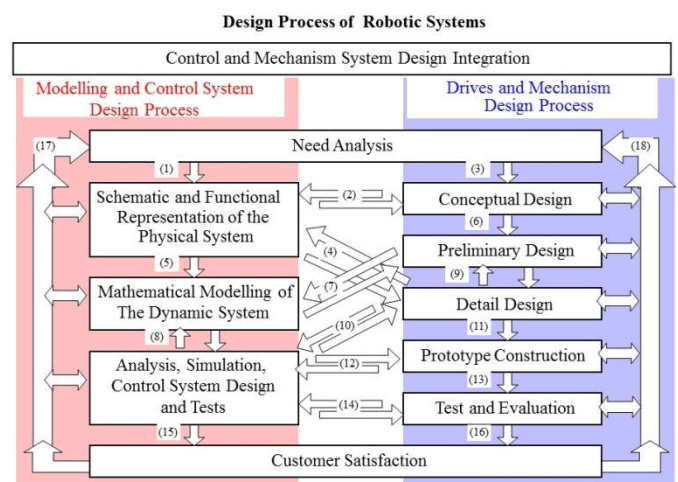 Design Process of Robotic Systems
Control and Mechanism System Design Integration
Modelling and Control System
Design Process
Drives and Mechanism
Design Process
(17)
Need Analysis
(18)
(1)
(3)
Schematic and Functional
Representation of the
Physical System
(2)
Conceptual Design
(6)
(4)
Preliminary Design
(5)
(7)
(9)
Mathematical Modelling of
The Dynamic System
Detail Design
(8)
(10)
(11)
Analysis, Simulation,
Control System Design
and Tests
(12)
Prototype Construction
(13)
(14)
Test and Evaluation
(15)
(16)
Customer Satisfaction